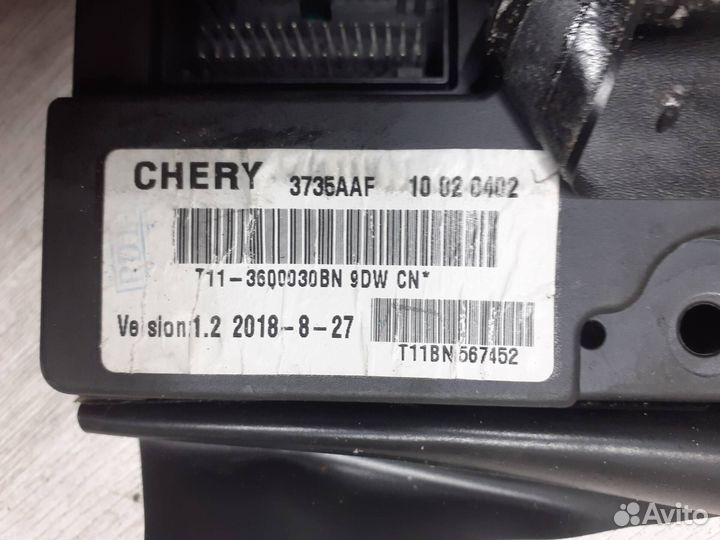 CHERY 3735AAF 10 02 0402
T11-3600030BN 9DW CN*
Version:1.2 2018-8-27
T11BN 567452
Avito